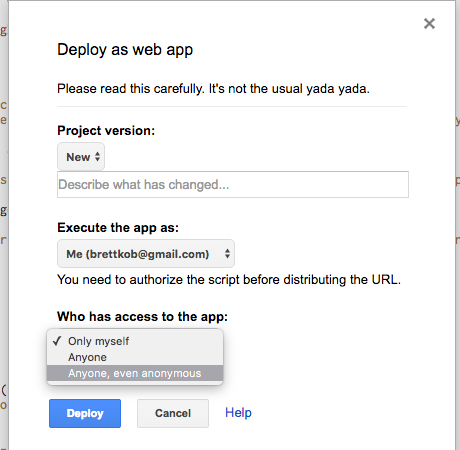 Deploy as web app
Please read this carefully. It's not the usual yada yada.
Project version:
New
Describe what has changed...
Execute the app as:
Me (brettkob@gmail.com)
You need to authorize the script before distributing the URL.
Who has access to the app:
✓ Only myself
Anyone
Anyone, even anonymous
Deploy Cancel Help